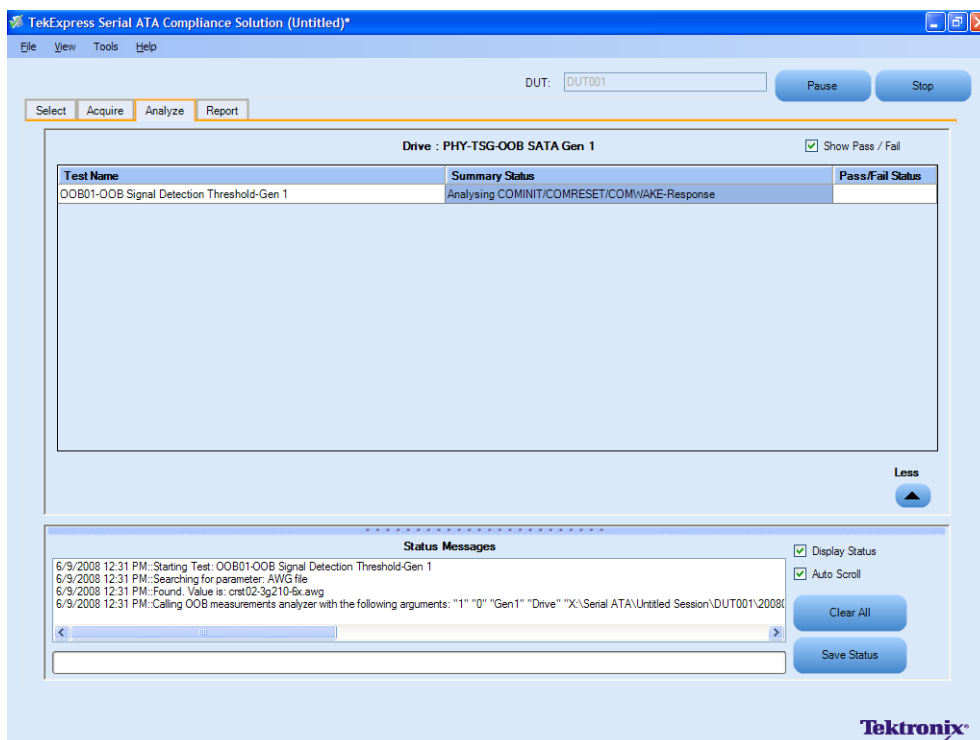 TekExpress Serial ATA Compliance Solution (Untitled)*
File View Tools Help
DUT: DUT001 Pause Stop
Select Acquire Analyze Report
Drive : PHY-TSG-OOB SATA Gen 1 Show Pass / Fail
Test Name Summary Status Pass/Fail Status
OOB01-OOB Signal Detection Threshold-Gen 1 Analysing COMINIT/COMRESET/COMWAKE-Response
Less
Status Messages
Display Status
Auto Scroll
6/9/2008 12:31 PM::Starting Test: OOB01-OOB Signal Detection Threshold-Gen 1
6/9/2008 12:31 PM::Searching for parameter: AWG file
6/9/2008 12:31 PM::Found. Value is: crst02-3g210-6x.awg
6/9/2008 12:31 PM::Calling OOB measurements analyzer with the following arguments: "1" "0" "Gen1" "Drive" "X:\Serial ATA\Untitled Session\DUT001\2008
Clear All
Save Status
Tektronix